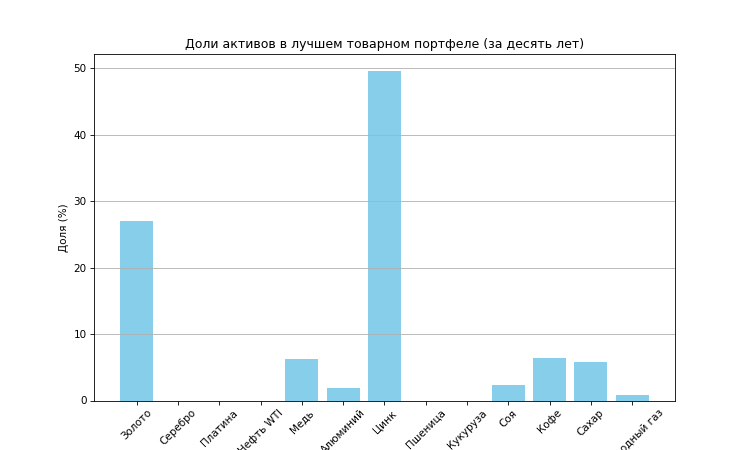 Доли активов в лучшем товарном портфеле (за десять лет)
Доля (%)
50
40
30
20
10
0
Золото
Серебро
Платина
Нефть WTI
Медь
Алюминий
Цинк
Пшеница
Кукуруза
Соя
Кофе
Сахар
газ